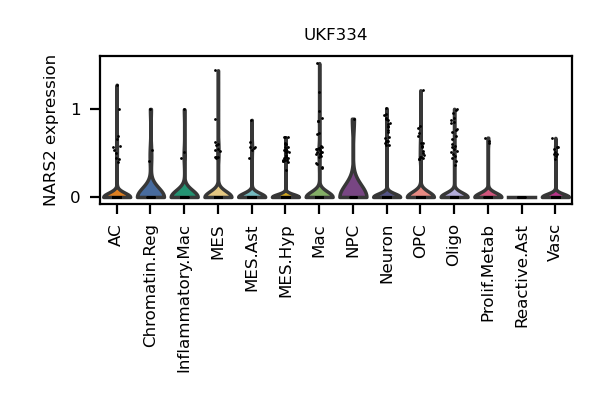 UKF334
NARS2 expression
1
0
AC
Chromatin.Reg
Inflammatory.Mac
MES
MES.Ast
MES.Hyp
Mac
NPC
Neuron
OPC
Oligo
Prolif.Metab
Reactive.Ast
Vasc